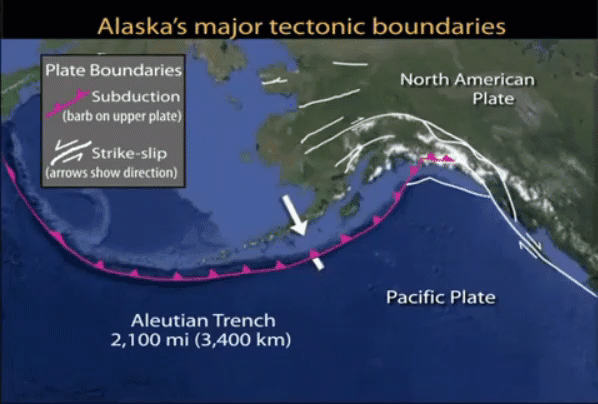 Alaska's major tectonic boundaries
Plate Boundaries
Subduction
(barb on upper plate)
Strike-slip
(arrows show direction)
North American
Plate
Pacific Plate
Aleutian Trench
2,100 mi (3,400 km)